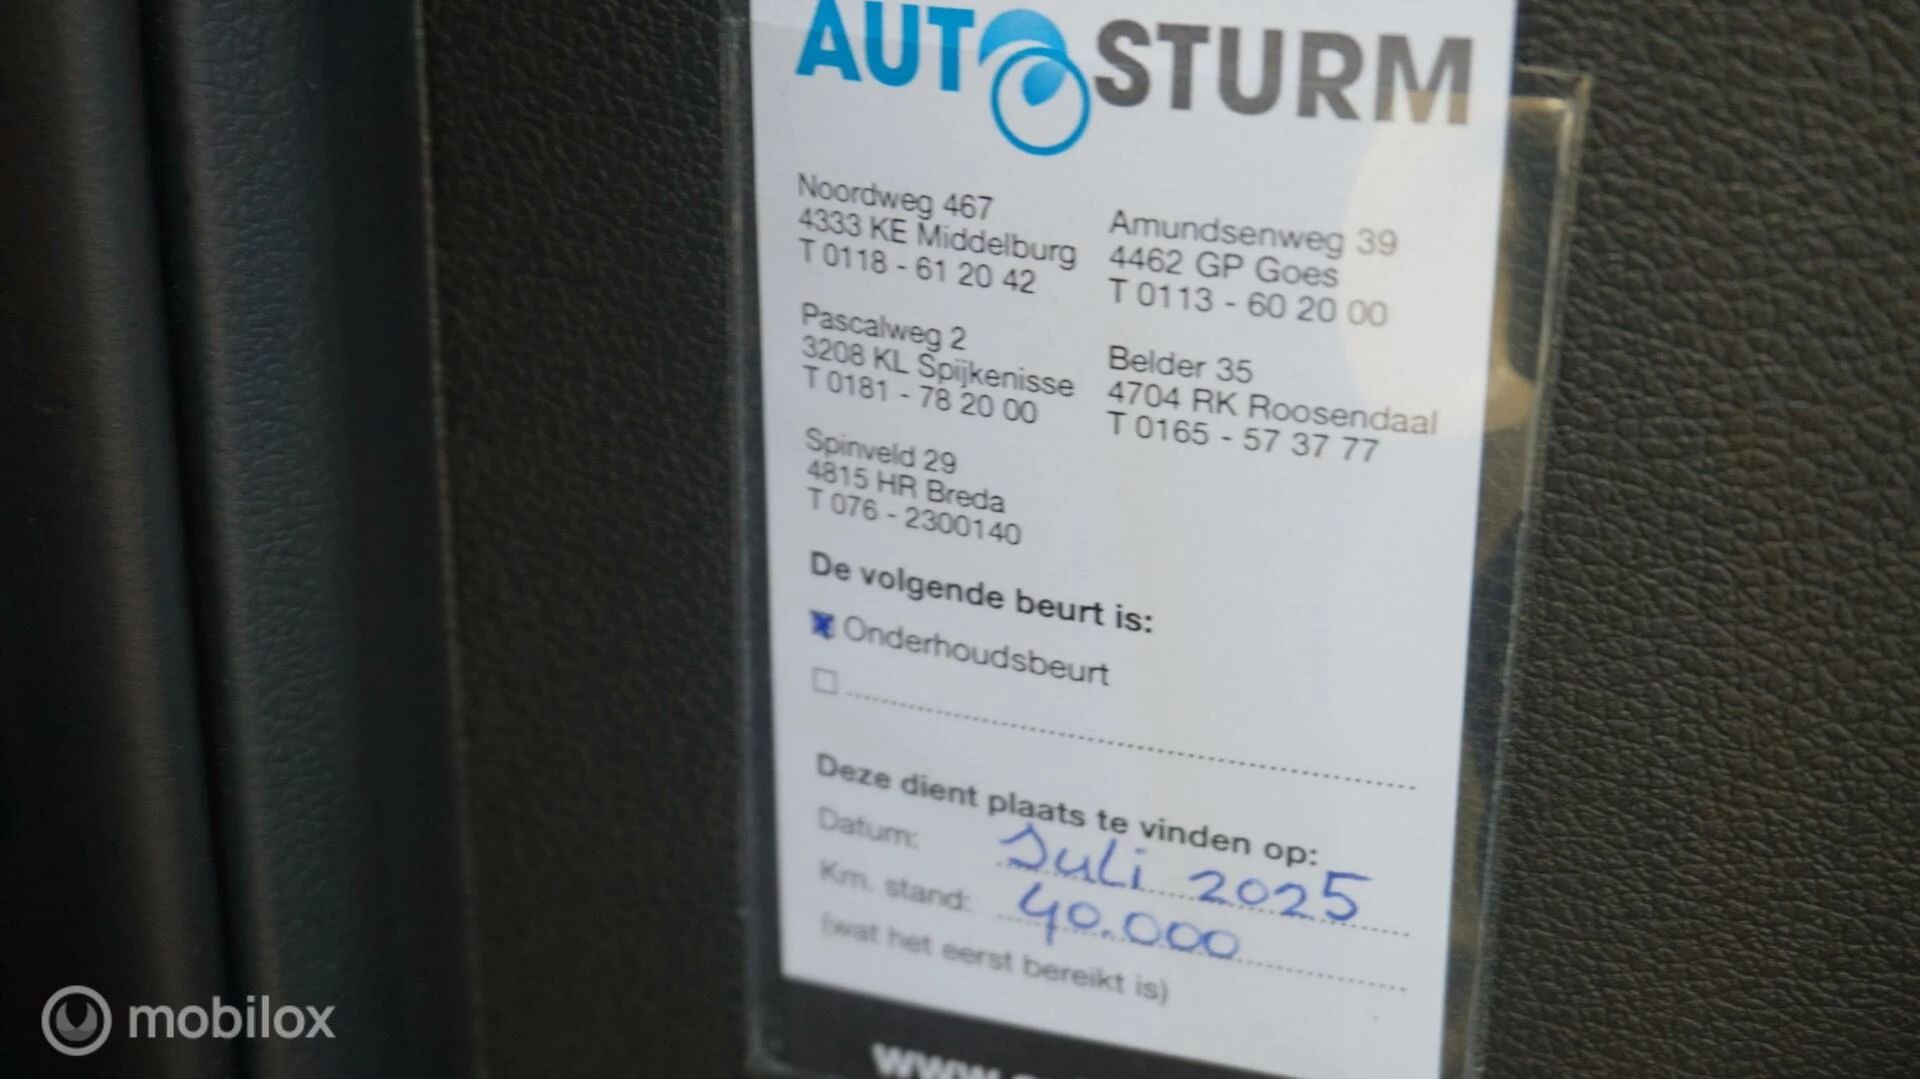 AUTOSTURM
Noordweg 467
4333 KE Middelburg
T 0118 - 61 20 42
Amundsenweg 39
4462 GP Goes
T 0113 - 60 20 00
Pascalweg 2
3208 KL Spijkenisse
T 0181 - 78 20 00
Belder 35
4704 RK Roosendaal
T 0165 - 57 37 77
Spinveld 29
4815 HR Breda
T 076 - 2300140
De volgende beurt is:
Onderhoudsbeurt
Deze dient plaats te vinden op:
Datum: Juli 2025
Km. stand: 40.000
(wat het eerst bereikt is)
www.
mobilox